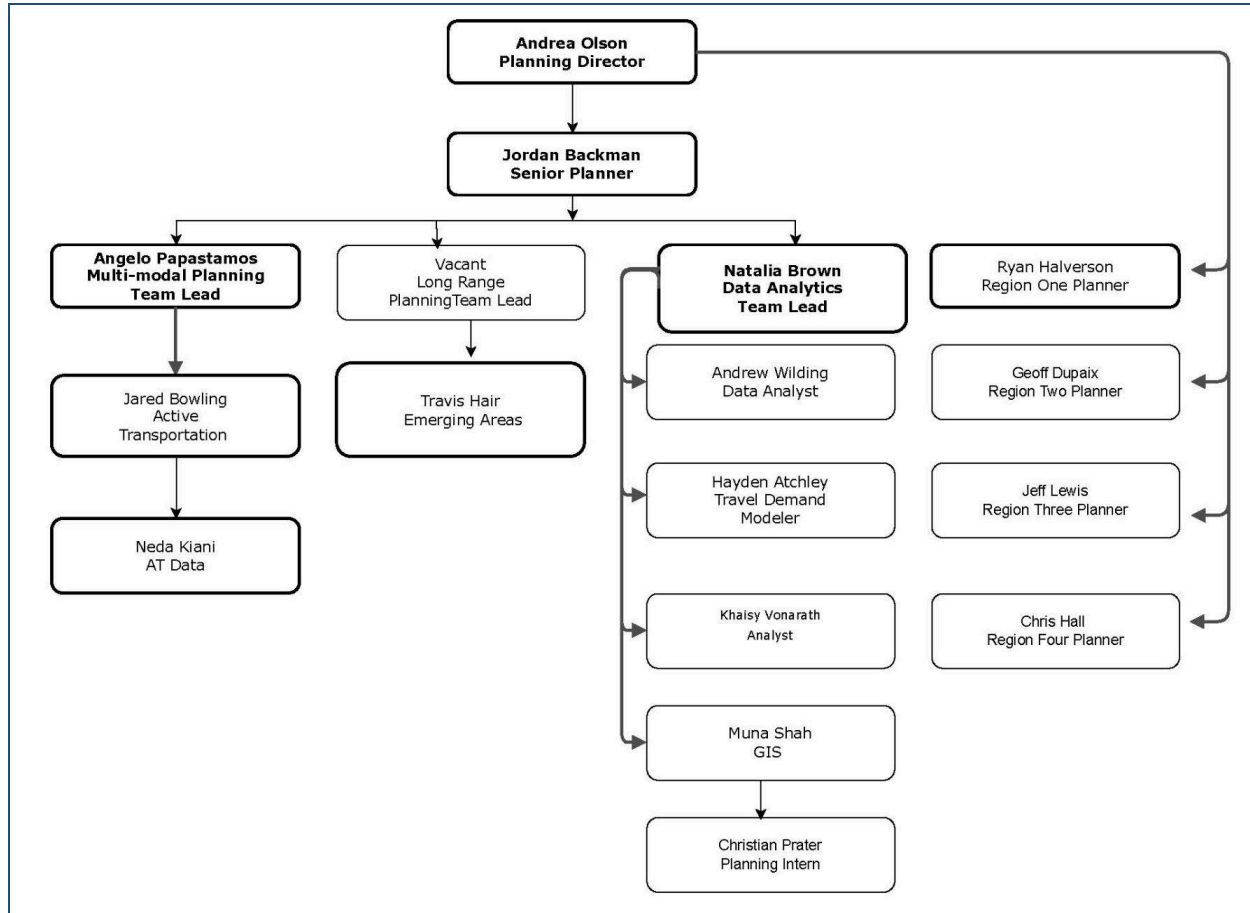 Andrea Olson
Planning Director
Jordan Backman
Senior Planner
Angelo Papastamos
Multi-modal Planning
Team Lead
Vacant
Long Range
PlanningTeam Lead
Natalia Brown
Data Analytics
Team Lead
Ryan Halverson
Region One Planner
Jared Bowling
Active
Transportation
Travis Hair
Emerging Areas
Andrew Wilding
Data Analyst
Geoff Dupaix
Region Two Planner
Hayden Atchley
Travel Demand
Modeler
Jeff Lewis
Region Three Planner
Neda Kiani
AT Data
Khaisy Vonarath
Analyst
Chris Hall
Region Four Planner
Muna Shah
GIS
Christian Prater
Planning Intern